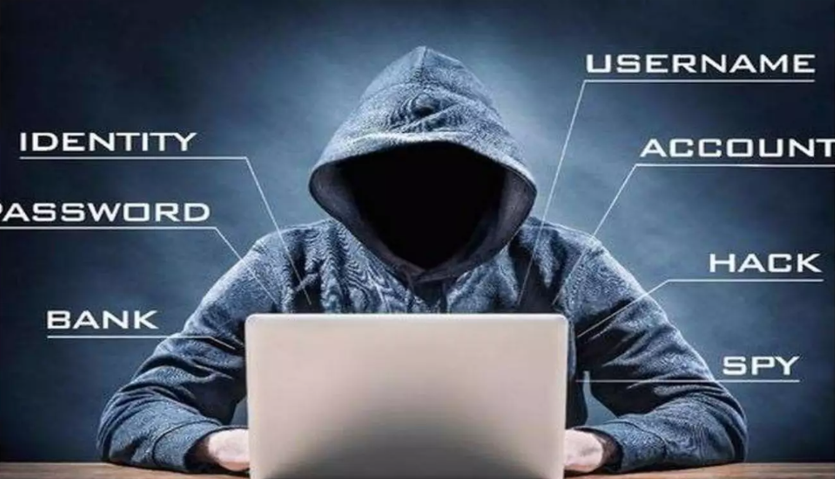 USERNAME
IDENTITY
ACCOUNT
PASSWORD
HACK
BANK
SPY